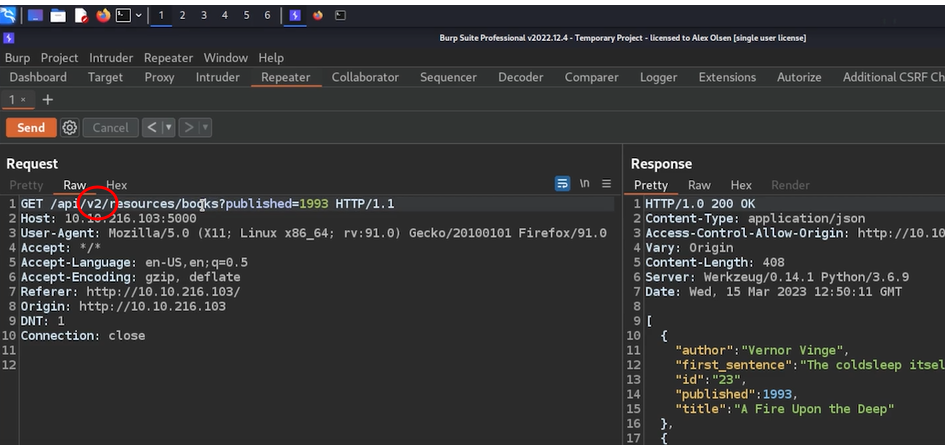 1 2 3 4 5 6
Burp Suite Professional v2022.12.4 - Temporary Project - licensed to Alex Olsen [single user license]
Burp Project Intruder Repeater Window Help
Dashboard Target Proxy Intruder Repeater Collaborator Sequencer Decoder Comparer Logger Extensions Autorize Additional CSRF Ch
1 × +
Send Cancel < >
Request
Pretty Raw Hex \n
1 GET /api/v2/resources/books?published=1993 HTTP/1.1
2 Host: 10.10.216.103:5000
3 User-Agent: Mozilla/5.0 (X11; Linux x86_64; rv:91.0) Gecko/20100101 Firefox/91.0
4 Accept: */*
5 Accept-Language: en-US,en;q=0.5
6 Accept-Encoding: gzip, deflate
7 Referer: http://10.10.216.103/
8 Origin: http://10.10.216.103
9 DNT: 1
10 Connection: close
11
12
Response
Pretty Raw Hex Render
1 HTTP/1.0 200 OK
2 Content-Type: application/json
3 Access-Control-Allow-Origin: http://10.10
4 Vary: Origin
5 Content-Length: 408
6 Server: Werkzeug/0.14.1 Python/3.6.9
7 Date: Wed, 15 Mar 2023 12:50:11 GMT
8
9 [
10 {
11 "author":"Vernor Vinge",
12 "first_sentence":"The coldsleep itsel
13 "id":"23",
14 "published":1993,
15 "title":"A Fire Upon the Deep"
16 },
17 {